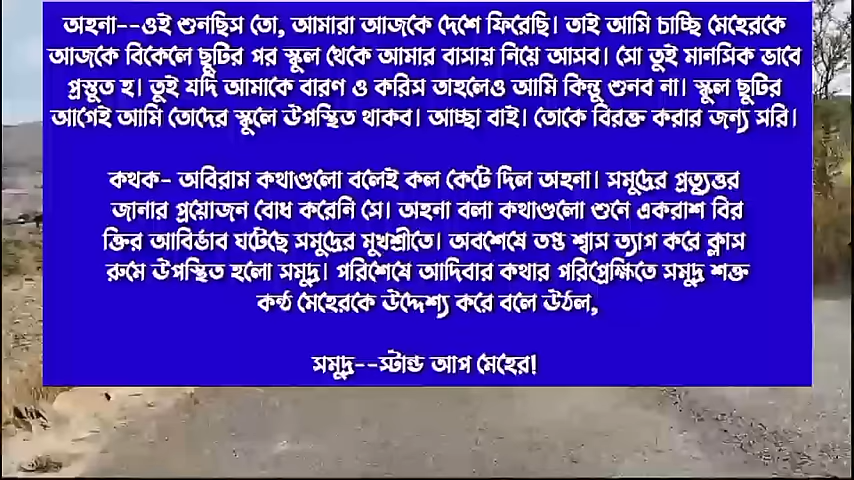 অহনা--ওই শুনছিস তো, আমারা আজকে দেশে ফিরেছি। তাই আমি চাচ্ছি মেহেরকে
আজকে বিকেলে ছুটির পর স্কুল থেকে আমার বাসায় নিয়ে আসব। সো তুই মানসিক ভাবে
প্রস্তুত হ। তুই যদি আমাকে বারণ ও করিস তাহলেও আমি কিন্তু শুনব না। স্কুল ছুটির
আগেই আমি তোদের স্কুলে উপস্থিত থাকব। আচ্ছা বাই। তোকে বিরক্ত করার জন্য সরি।
কথক- অবিরাম কথাগুলো বলেই কল কেটে দিল অহনা। সমুদ্রের প্রত্যুত্তর
জানার প্রয়োজন বোধ করেনি সে। অহনা বলা কথাগুলো শুনে একরাশ বির
ক্তির আবির্ভাব ঘটেছে সমুদ্রের মুখশ্রীতে। অবশেষে তপ্ত শ্বাস ত্যাগ করে ক্লাস
রুমে উপস্থিত হলো সমুদ্র। পরিশেষে আদিবার কথার পরিপ্রেক্ষিতে সমুদ্র শক্ত
কন্ঠ মেহেরকে উদ্দেশ্য করে বলে উঠল,
সমুদ্র--স্টান্ড আপ মেহের!